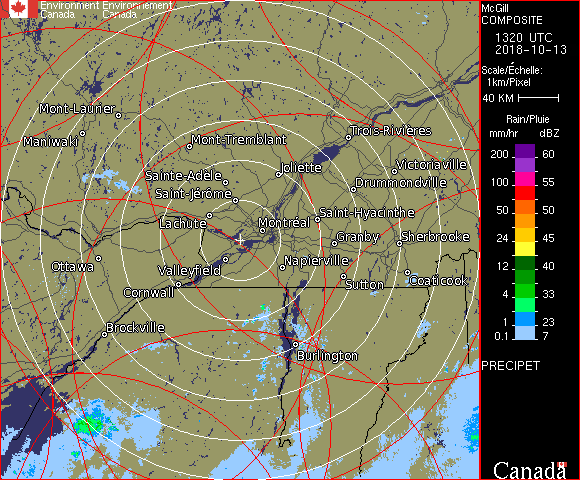 Environment Environnement
Canada Canada
McGill
COMPOSITE
1320 UTC
2018-10-13
Scale/Échelle:
1km/Pixel
40 KM
Rain/Pluie
mm/hr dBZ
200 60
100 55
50 50
24 45
12 40
4 33
1 23
0.1 7
PRECIPET
Canada
Mont-Laurier
Maniwaki
Mont-Tremblant
Trois-Rivières
Joliette
Victoriaville
Sainte-Adèle
Drummondville
Saint-Jérôme
Lachute
Montréal
Saint-Hyacinthe
Granby
Sherbrooke
Ottawa
Valleyfield
Napierville
Cornwall
Sutton
Coaticook
Brockville
Burlington